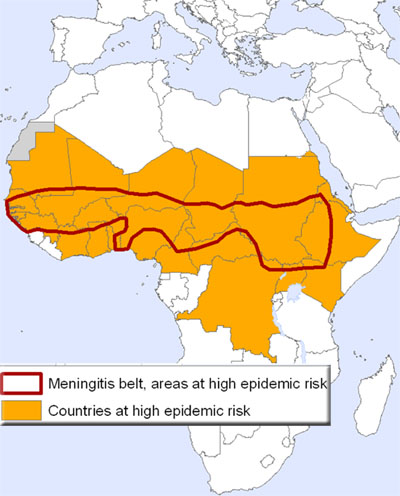 Meningitis belt, areas at high epidemic risk
Countries at high epidemic risk